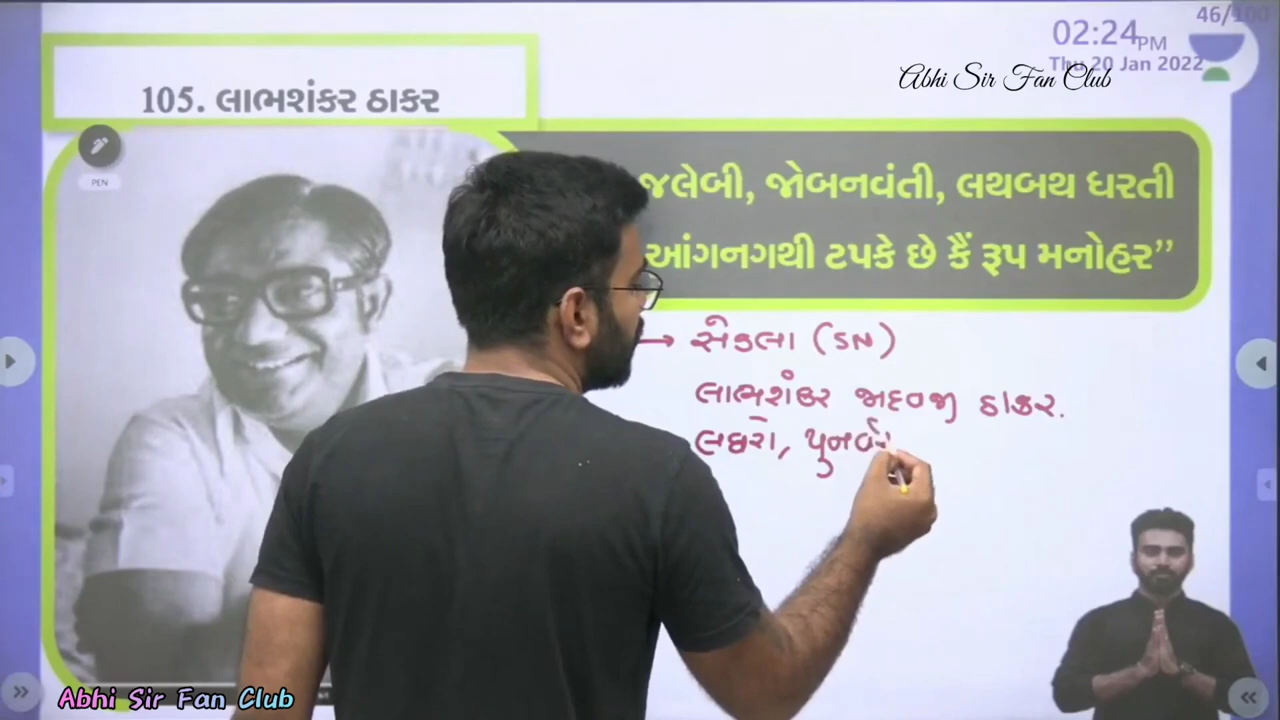 46/100
02:24 PM
Thu 20 Jan 2022
Abhi Sir Fan Club
105. લાભશંકર ઠાકર
PEN
જલેબી, જોબનવંતી, લથબથ ધરતી
આંગનગથી ટપકે છે કૈં રૂપ મનોહર”
→ સેકલા (SN)
લાભશંકર જાદવજી ઠાકર.
લઘરો, પુનર્વ
Abhi Sir Fan Club